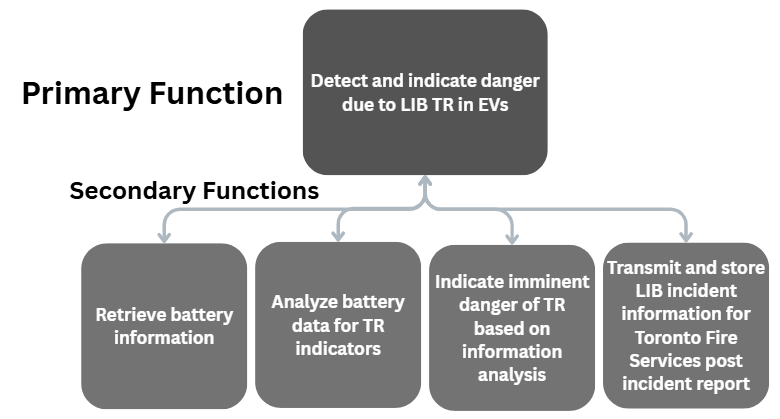 Detect and indicate danger
due to LIB TR in EVs
Primary Function
Secondary Functions
Retrieve battery
information
Analyze battery
data for TR
indicators
Indicate imminent
danger of TR
based on
information
analysis
Transmit and store
LIB incident
information for
Toronto Fire
Services post
incident report